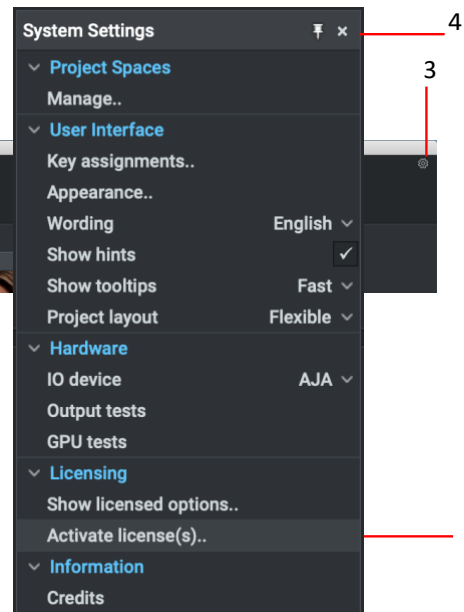 System Settings
4
3
Project Spaces
Manage..
User Interface
Key assignments..
Appearance..
Wording English
Show hints
Show tooltips Fast
Project layout Flexible
Hardware
IO device AJA
Output tests
GPU tests
Licensing
Show licensed options..
Activate license(s)..
Information
Credits